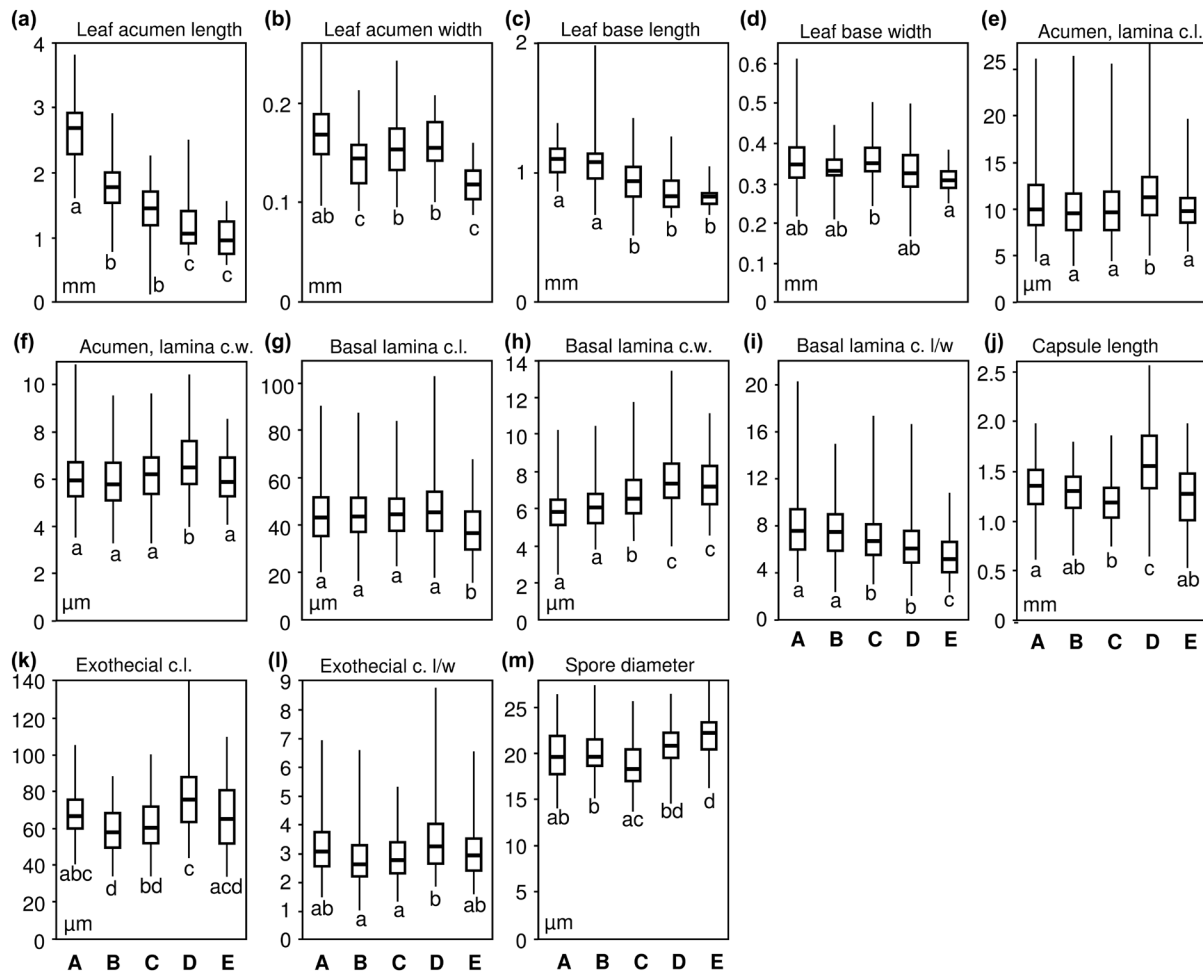 (a) Leaf acumen length
4
3
2
1
0
a b b c c
mm
(b) Leaf acumen width
0.2
0.1
0
ab c b b c
mm
(c) Leaf base length
2
1
0
a a b b b
mm
(d) Leaf base width
0.6
0.5
0.4
0.3
0.2
0.1
0
ab ab b ab a
mm
(e) Acumen, lamina c.l.
25
20
15
10
5
0
a a a b a
µm
(f) Acumen, lamina c.w.
10
8
6
4
2
0
a a a b a
µm
(g) Basal lamina c.l.
100
80
60
40
20
0
a a a a b
µm
(h) Basal lamina c.w.
14
12
10
8
6
4
2
0
a a b c c
µm
(i) Basal lamina c. l/w
20
16
12
8
4
0
a a b b c
A B C D E
(j) Capsule length
2.5
2.0
1.5
1.0
0.5
0
a ab b c ab
mm
A B C D E
(k) Exothecial c.l.
140
120
100
80
60
40
20
0
abc d bd c acd
µm
A B C D E
(l) Exothecial c. l/w
9
8
7
6
5
4
3
2
1
0
ab a a b ab
A B C D E
(m) Spore diameter
25
20
15
10
5
0
ab b ac bd d
µm
A B C D E